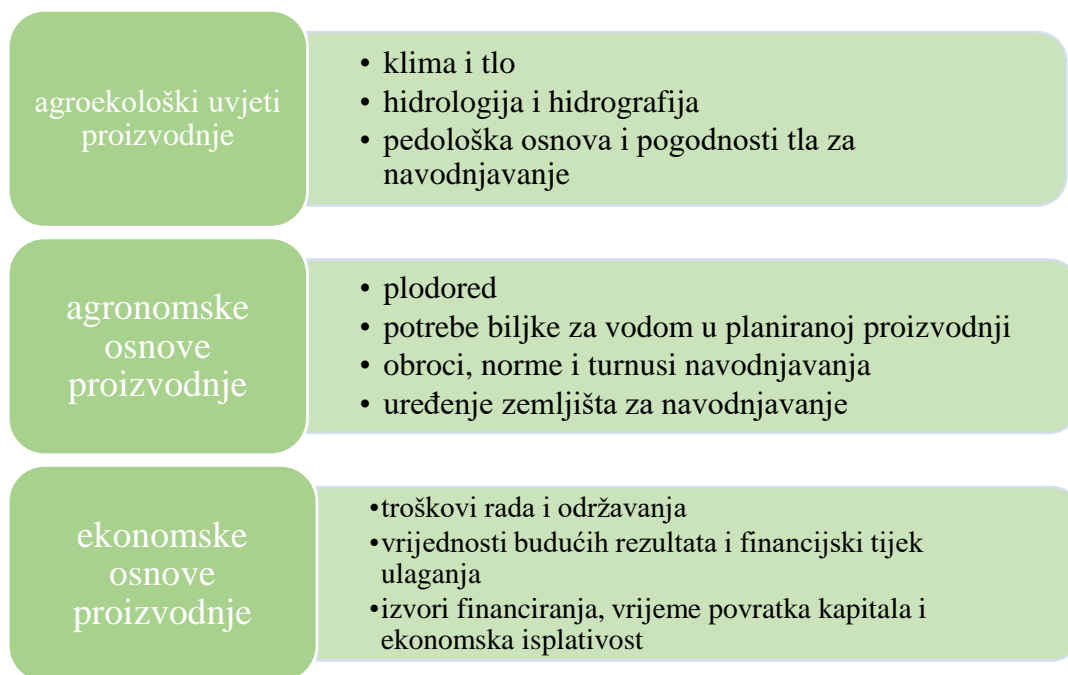 agroekološki uvjeti
proizvodnje
• klima i tlo
• hidrologija i hidrografija
• pedološka osnova i pogodnosti tla za
navodnjavanje
agronomske
osnove
proizvodnje
• plodored
• potrebe biljke za vodom u planiranoj proizvodnji
• obroci, norme i turnusi navodnjavanja
• uređenje zemljišta za navodnjavanje
ekonomske
osnove
proizvodnje
•troškovi rada i održavanja
•vrijednosti budućih rezultata i financijski tijek
ulaganja
•izvori financiranja, vrijeme povratka kapitala i
ekonomska isplativost